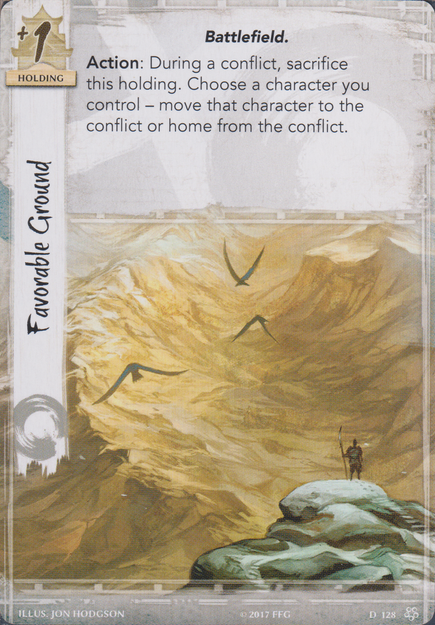 +1
HOLDING
Battlefield.
Action: During a conflict, sacrifice
this holding. Choose a character you
control – move that character to the
conflict or home from the conflict.
Favorable Ground
ILLUS. JON HODGSON
© 2017 FFG
D 128